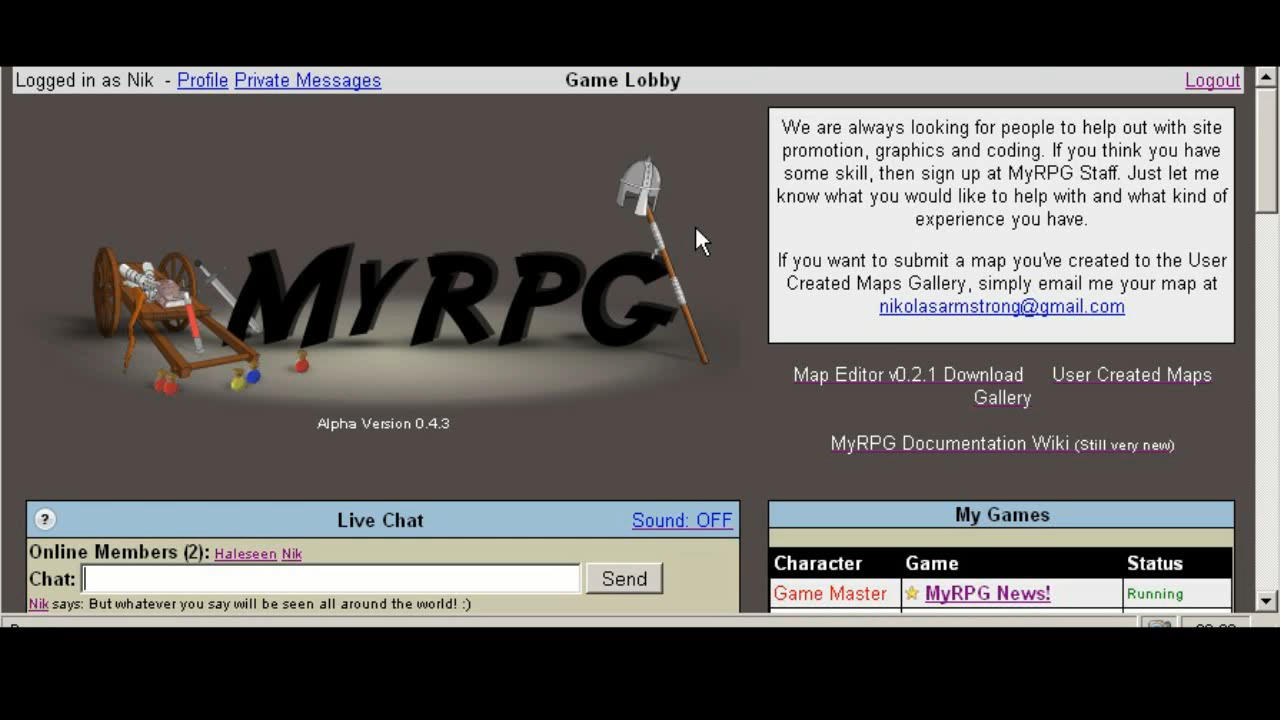 Logged in as Nik - Profile Private Messages
Game Lobby
Logout
We are always looking for people to help out with site
promotion, graphics and coding. If you think you have
some skill, then sign up at MyRPG Staff. Just let me
know what you would like to help with and what kind of
experience you have.
If you want to submit a map you've created to the User
Created Maps Gallery, simply email me your map at
nikolasarmstrong@gmail.com
MYRPG
Alpha Version 0.4.3
Map Editor v0.2.1 Download User Created Maps
Gallery
MyRPG Documentation Wiki (Still very new)
? Live Chat Sound: OFF
Online Members (2): Haleseen Nik
Chat: Send
Nik says: But whatever you say will be seen all around the world! :)
My Games
Character Game Status
Game Master MyRPG News! Running